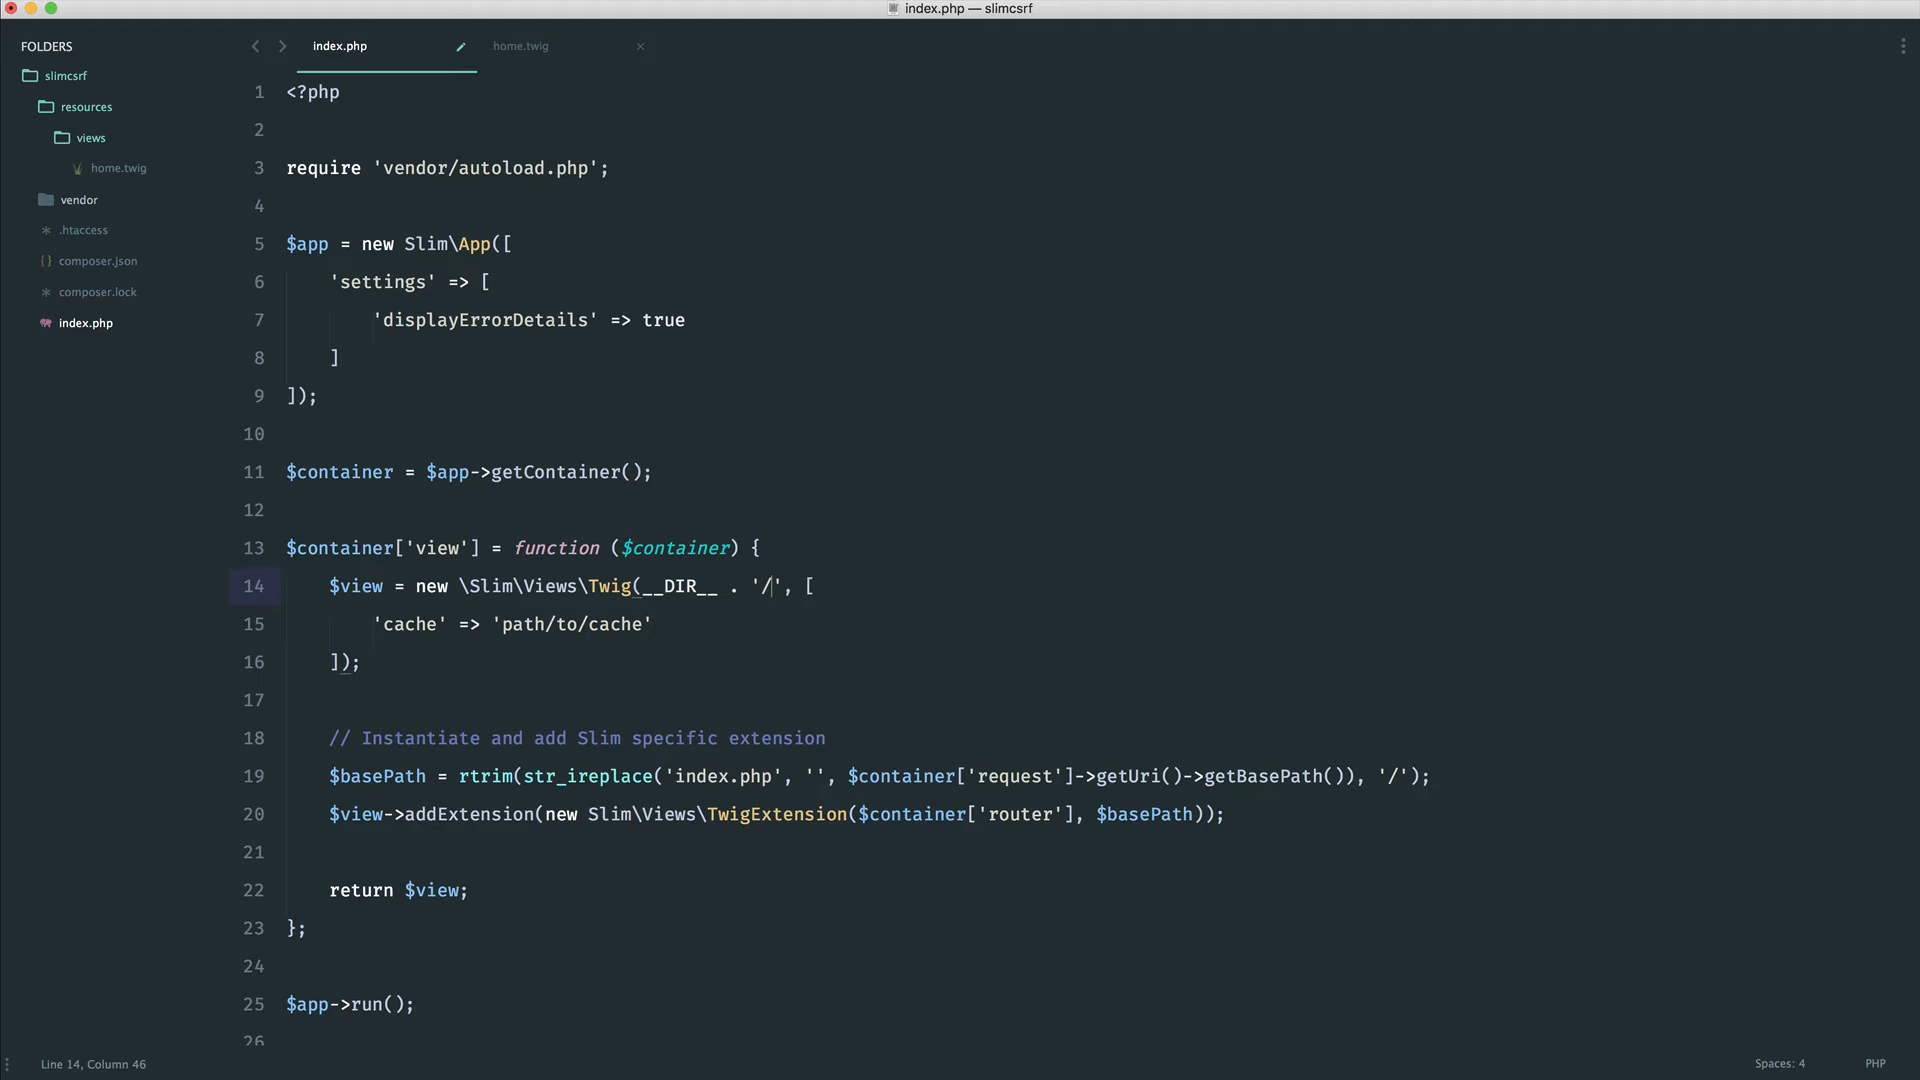 index.php — slimcsrf
FOLDERS
slimcsrf
resources
views
home.twig
vendor
.htaccess
composer.json
composer.lock
index.php
index.php
home.twig
1 <?php
2
3 require 'vendor/autoload.php';
4
5 $app = new Slim\App([
6     'settings' => [
7         'displayErrorDetails' => true
8     ]
9 ]);
10
11 $container = $app->getContainer();
12
13 $container['view'] = function ($container) {
14     $view = new \Slim\Views\Twig(__DIR__ . '/', [
15         'cache' => 'path/to/cache'
16     ]);
17
18     // Instantiate and add Slim specific extension
19     $basePath = rtrim(str_ireplace('index.php', '', $container['request']->getUri()->getBasePath()), '/');
20     $view->addExtension(new Slim\Views\TwigExtension($container['router'], $basePath));
21
22     return $view;
23 };
24
25 $app->run();
26
Line 14, Column 46
Spaces: 4
PHP